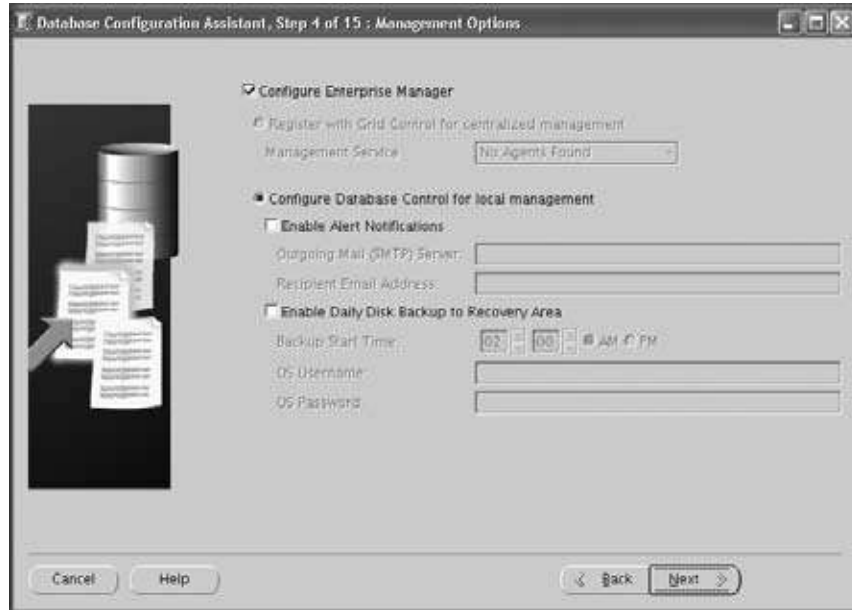 Database Configuration Assistant, Step 4 of 15 : Management Options
Configure Enterprise Manager
Register with Grid Control for centralized management
Management Service
No Agents Found
Configure Database Control for local management
Enable Alert Notifications
Outgoing Mail (SMTP) Server:
Recipient Email Address:
Enable Daily Disk Backup to Recovery Area
Backup Start Time: 02 00 AM PM
OS Username:
OS Password:
Cancel Help Back Next